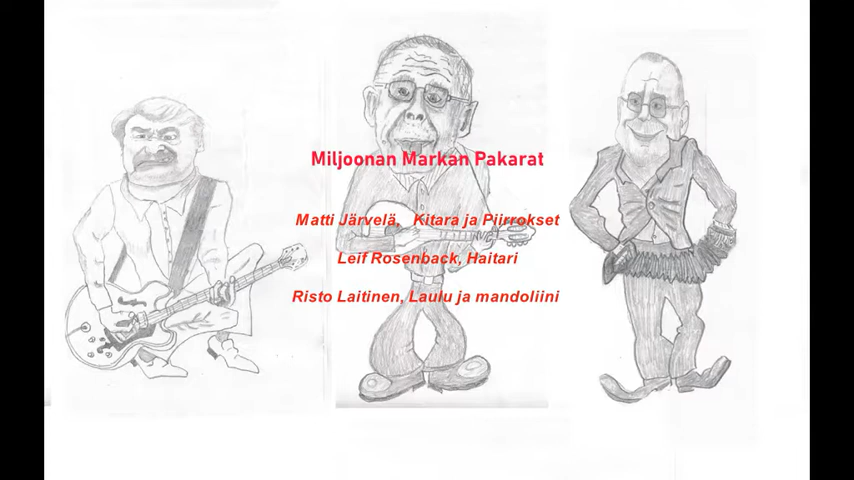 Miljoonan Markan Pakarat
Matti Järvelä, Kitara ja Piirrokset
Leif Rosenback, Haitari
Risto Laitinen, Laulu ja mandoliini